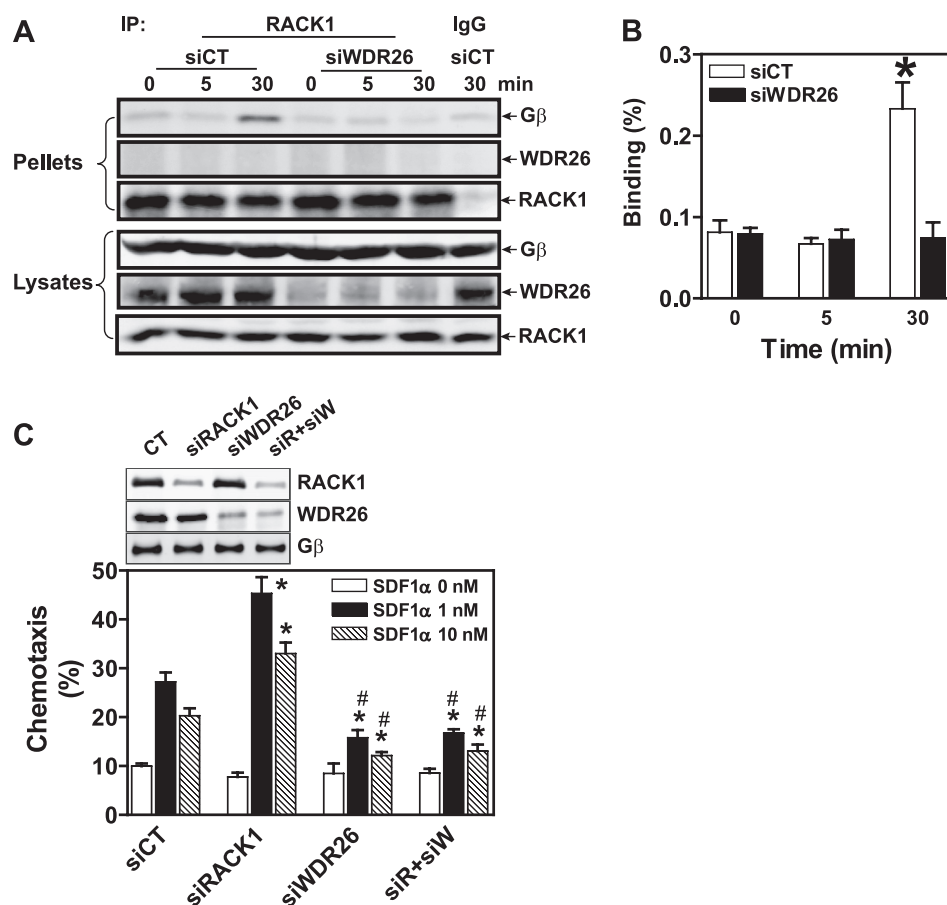 A
IP: RACK1 IgG
siCT siWDR26 siCT
0 5 30 0 5 30 30 min
Pellets
Gβ
WDR26
RACK1
Lysates
Gβ
WDR26
RACK1
B
Binding (%)
0.3
0.2
0.1
0.0
siCT
siWDR26
*
0 5 30
Time (min)
C
CT siRACK1 siWDR26 siR+siW
RACK1
WDR26
Gβ
Chemotaxis
(%)
50
40
30
20
10
0
SDF1α 0 nM
SDF1α 1 nM
SDF1α 10 nM
*
*
# #
* *
# #
* *
siCT siRACK1 siWDR26 siR+siW